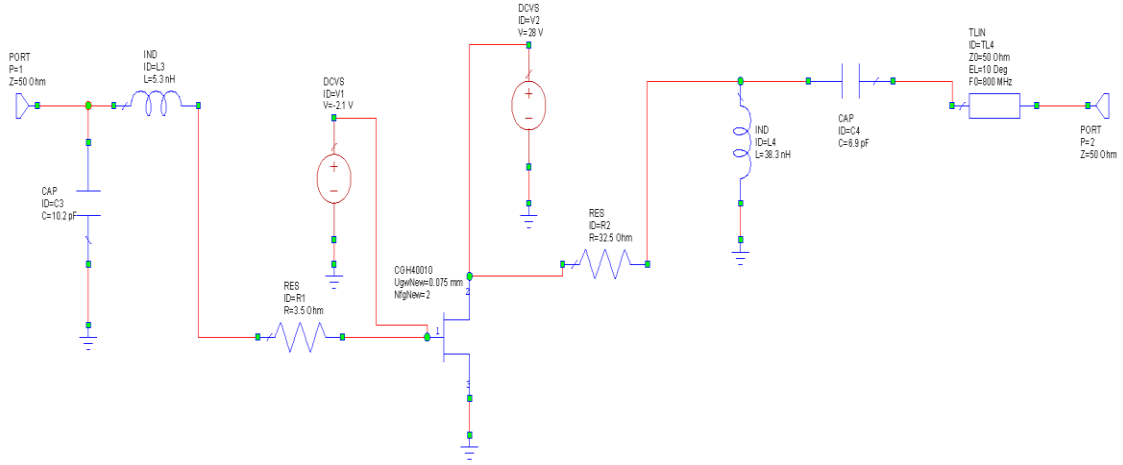 PORT
P=1
Z=50 Ohm
IND
ID=L3
L=5.3 nH
CAP
ID=C3
C=10.2 pF
DCVS
ID=V1
V=-2.1 V
+
−
DCVS
ID=V2
V=28 V
+
−
RES
ID=R1
R=3.5 Ohm
CGH40010
UgwNew=0.075 mm
NfgNew=2
1
2
3
RES
ID=R2
R=32.5 Ohm
IND
ID=L4
L=38.3 nH
CAP
ID=C4
C=6.9 pF
TLIN
ID=TL4
Z0=50 Ohm
EL=10 Deg
F0=800 MHz
PORT
P=2
Z=50 Ohm